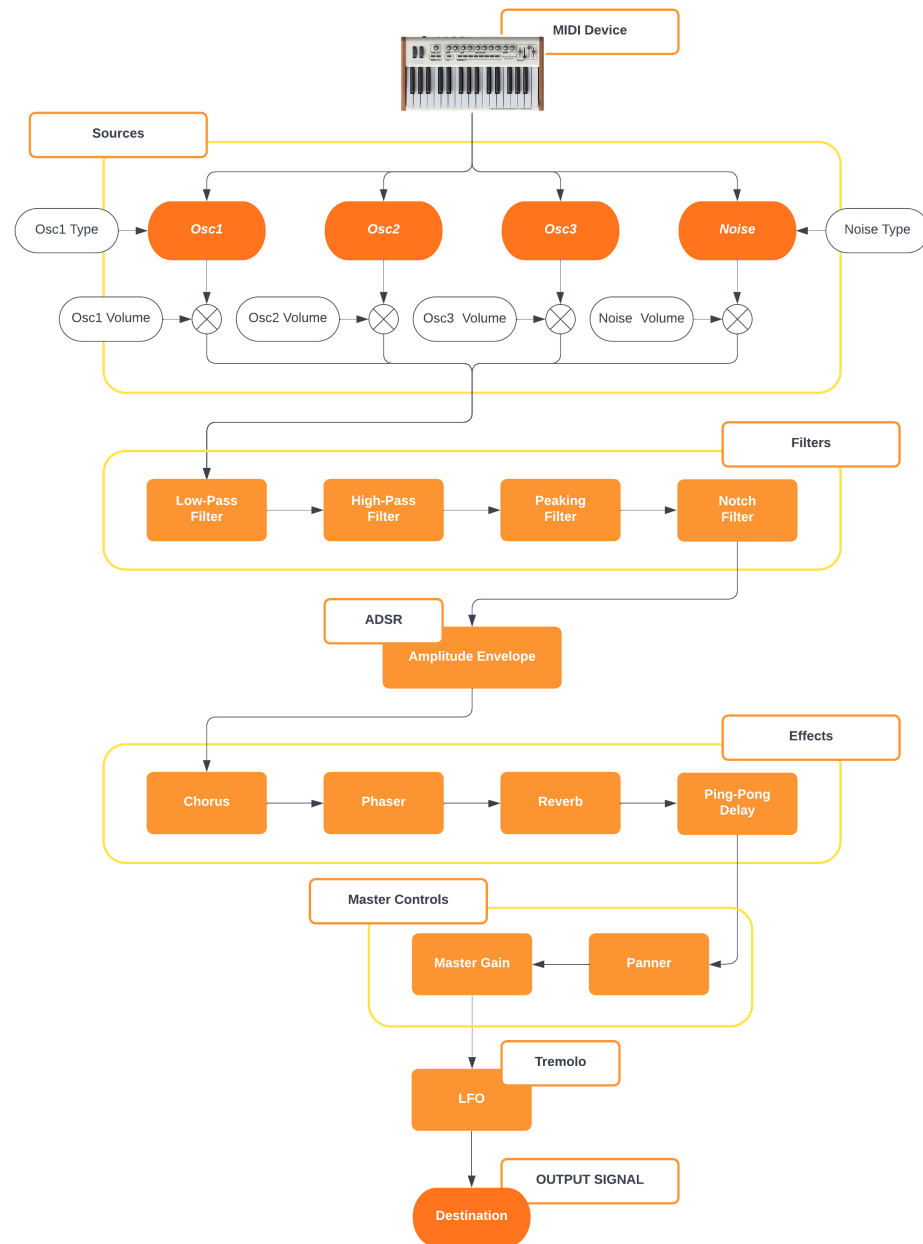 MIDI Device
Sources
Osc1 Type
Osc1
Osc2
Osc3
Noise
Noise Type
Osc1 Volume
Osc2 Volume
Osc3  Volume
Noise  Volume
Filters
Low-Pass
Filter
High-Pass
Filter
Peaking
Filter
Notch
Filter
ADSR
Amplitude Envelope
Effects
Chorus
Phaser
Reverb
Ping-Pong
Delay
Master Controls
Master Gain
Panner
Tremolo
LFO
OUTPUT SIGNAL
Destination